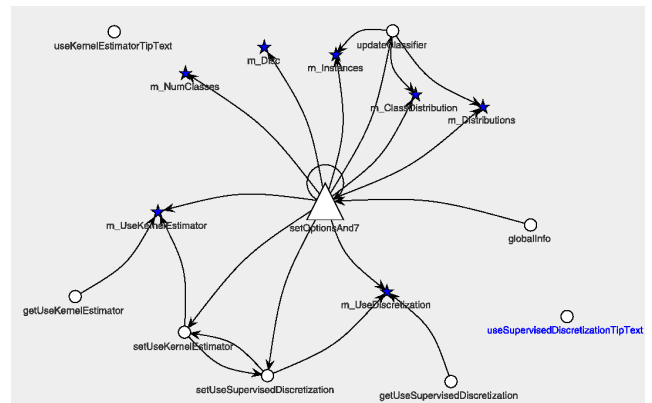 useKernelEstimatorTipText
updateClassifier
m_Disc
m_Instances
m_NumClasses
m_ClassDistribution
m_Distributions
m_UseKernelEstimator
setOptionsAnd7
globalInfo
m_UseDiscretization
getUseKernelEstimator
useSupervisedDiscretizationTipText
setUseKernelEstimator
setUseSupervisedDiscretization
getUseSupervisedDiscretization